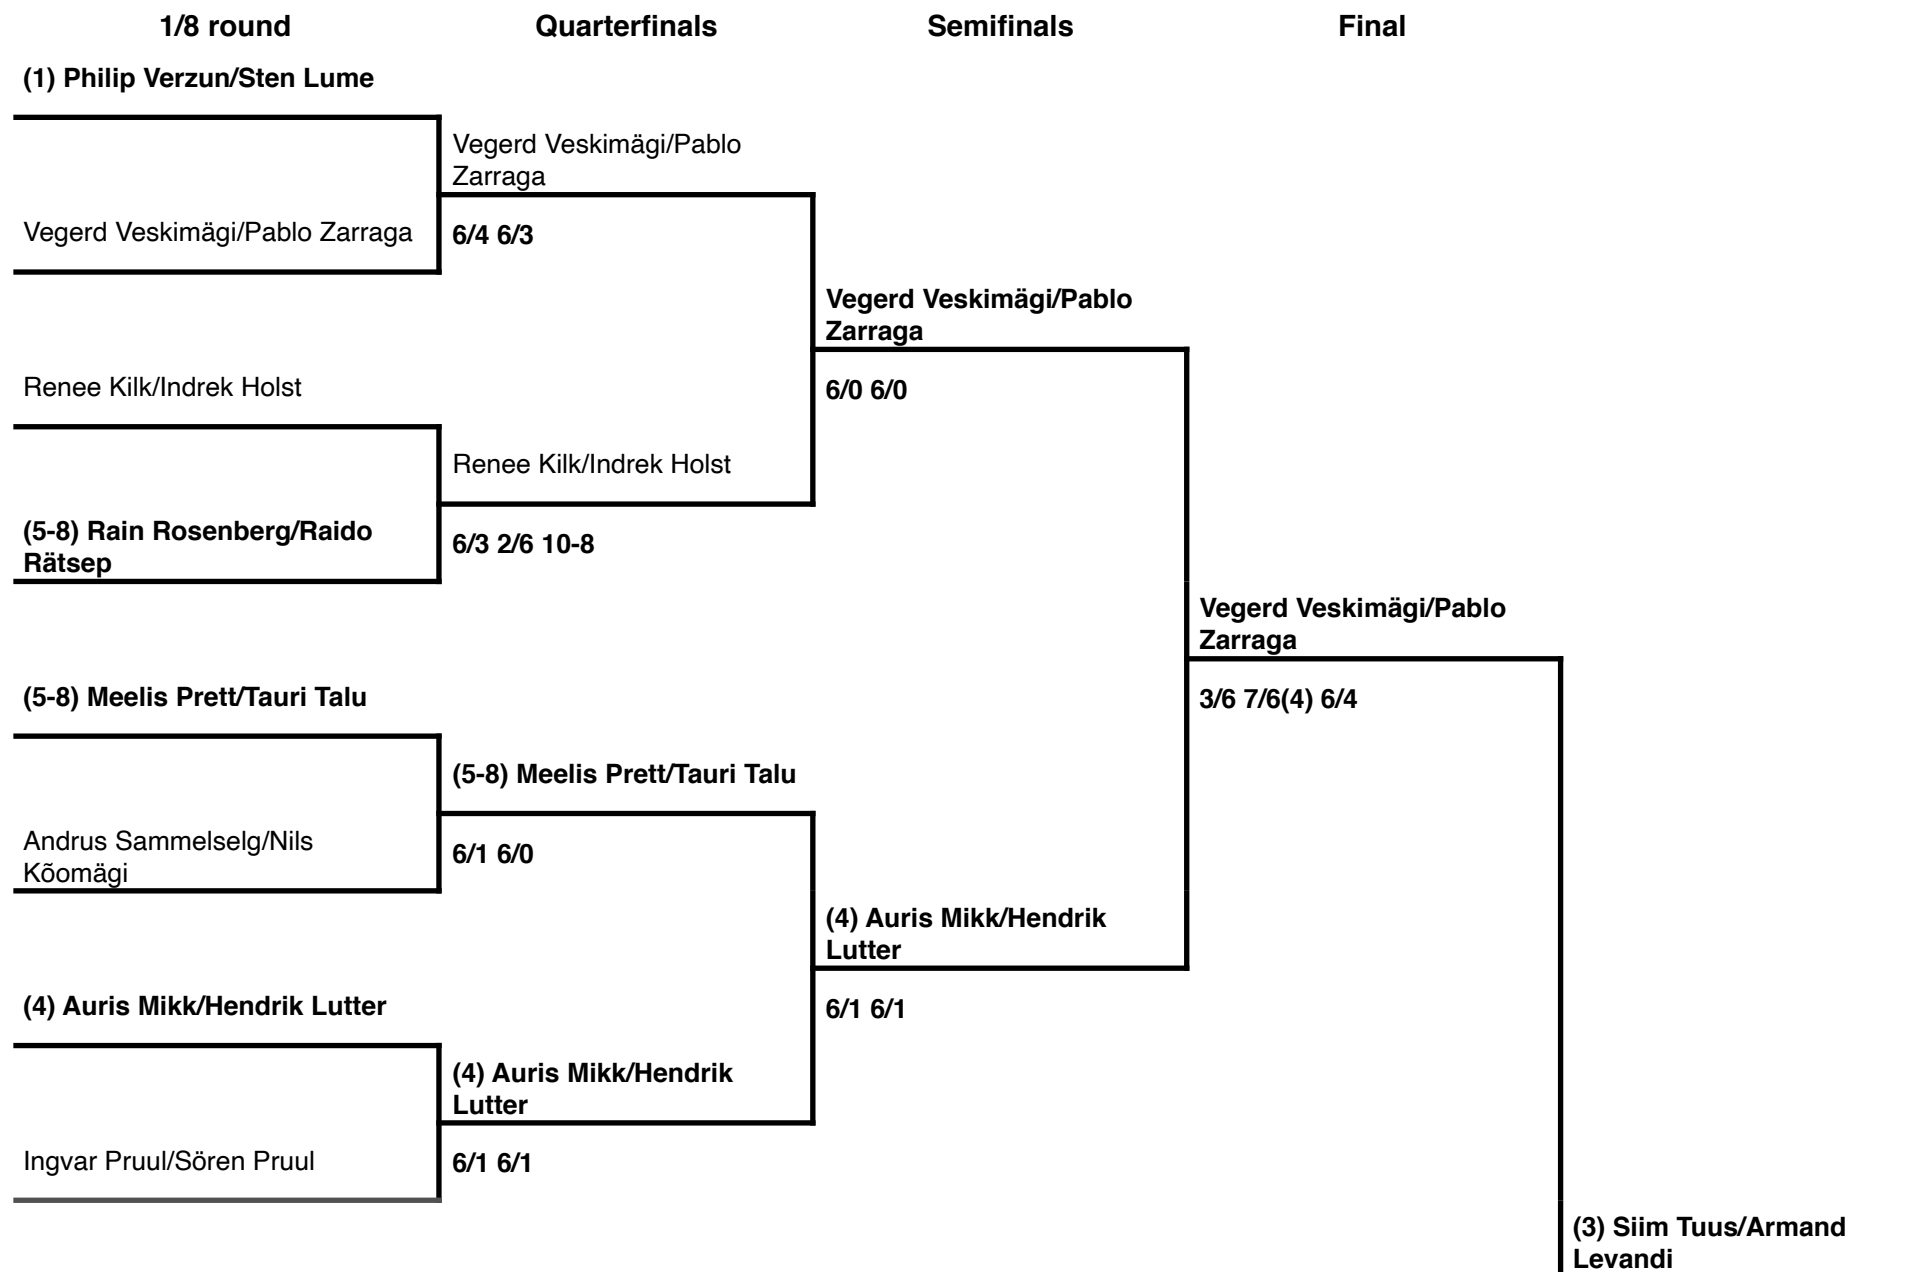 1/8 round
Quarterfinals
Semifinals
Final
(1) Philip Verzun/Sten Lume
Vegerd Veskimägi/Pablo
Zarraga
Vegerd Veskimägi/Pablo Zarraga
6/4 6/3
Vegerd Veskimägi/Pablo
Zarraga
Renee Kilk/Indrek Holst
6/0 6/0
Renee Kilk/Indrek Holst
(5-8) Rain Rosenberg/Raido
Rätsep
6/3 2/6 10-8
Vegerd Veskimägi/Pablo
Zarraga
(5-8) Meelis Prett/Tauri Talu
3/6 7/6(4) 6/4
(5-8) Meelis Prett/Tauri Talu
Andrus Sammelselg/Nils
Kõomägi
6/1 6/0
(4) Auris Mikk/Hendrik
Lutter
(4) Auris Mikk/Hendrik Lutter
6/1 6/1
(4) Auris Mikk/Hendrik
Lutter
Ingvar Pruul/Sören Pruul
6/1 6/1
(3) Siim Tuus/Armand
Levandi